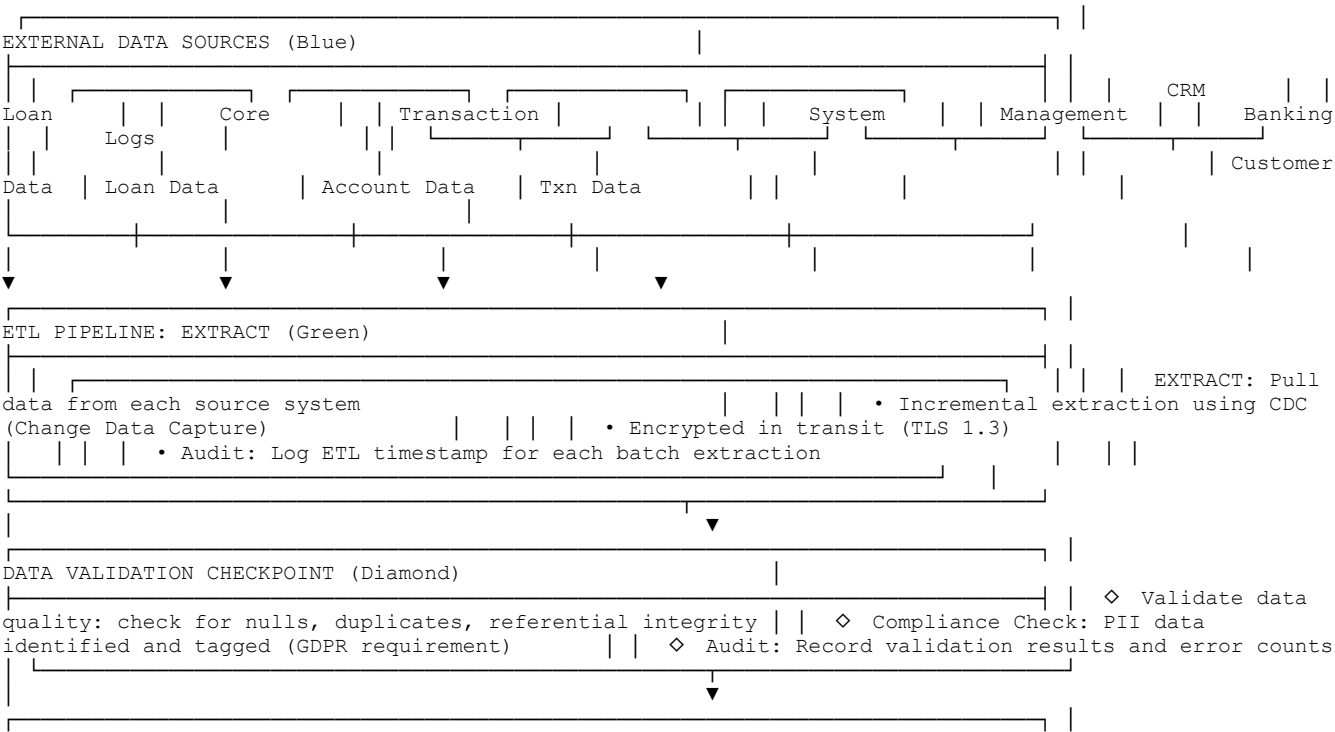 EXTERNAL DATA SOURCES (Blue)
CRM
Loan Core Transaction System Management Banking
Logs
Customer
Data Loan Data Account Data Txn Data
ETL PIPELINE: EXTRACT (Green)
EXTRACT: Pull
data from each source system • Incremental extraction using CDC
(Change Data Capture) • Encrypted in transit (TLS 1.3)
• Audit: Log ETL timestamp for each batch extraction
DATA VALIDATION CHECKPOINT (Diamond)
◇ Validate data
quality: check for nulls, duplicates, referential integrity ◇ Compliance Check: PII data
identified and tagged (GDPR requirement) ◇ Audit: Record validation results and error counts